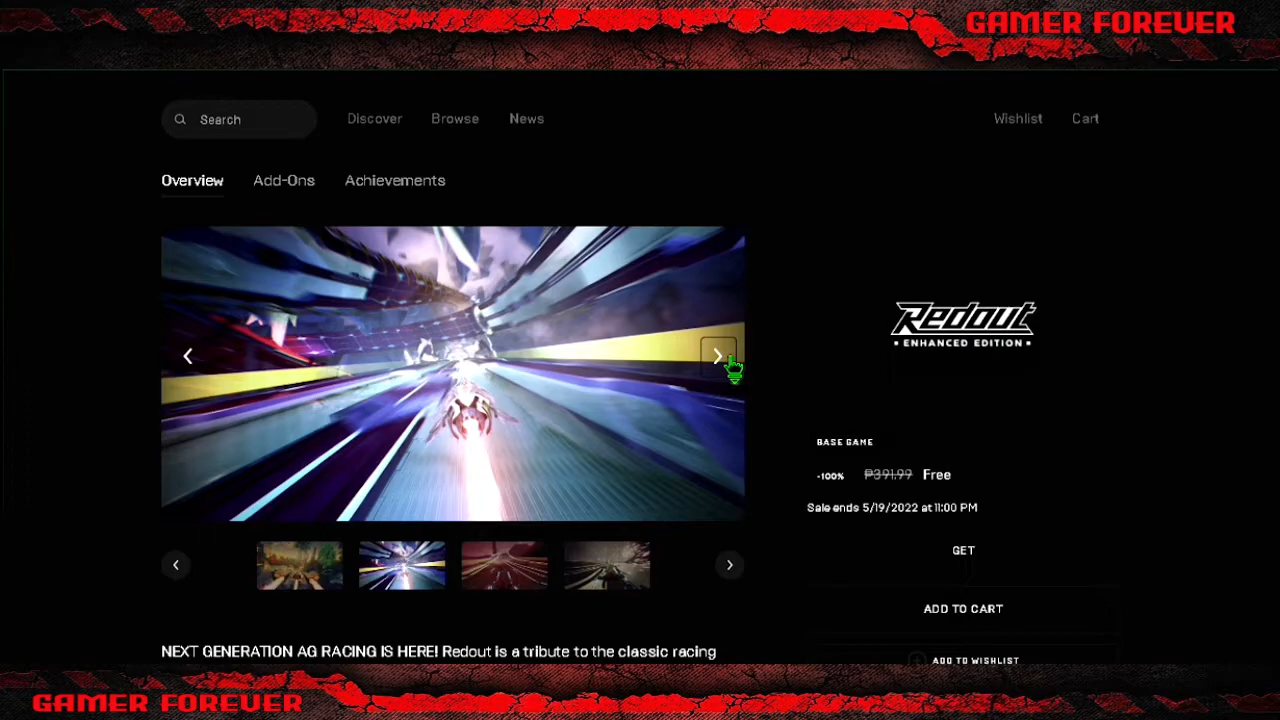 GAMER FOREVER
Search
Discover
Browse
News
Wishlist
Cart
Overview
Add-Ons
Achievements
Redout
• ENHANCED EDITION •
BASE GAME
-100%
₱391.99
Free
Sale ends 5/19/2022 at 11:00 PM
GET
ADD TO CART
ADD TO WISHLIST
NEXT GENERATION AG RACING IS HERE! Redout is a tribute to the classic racing
GAMER FOREVER